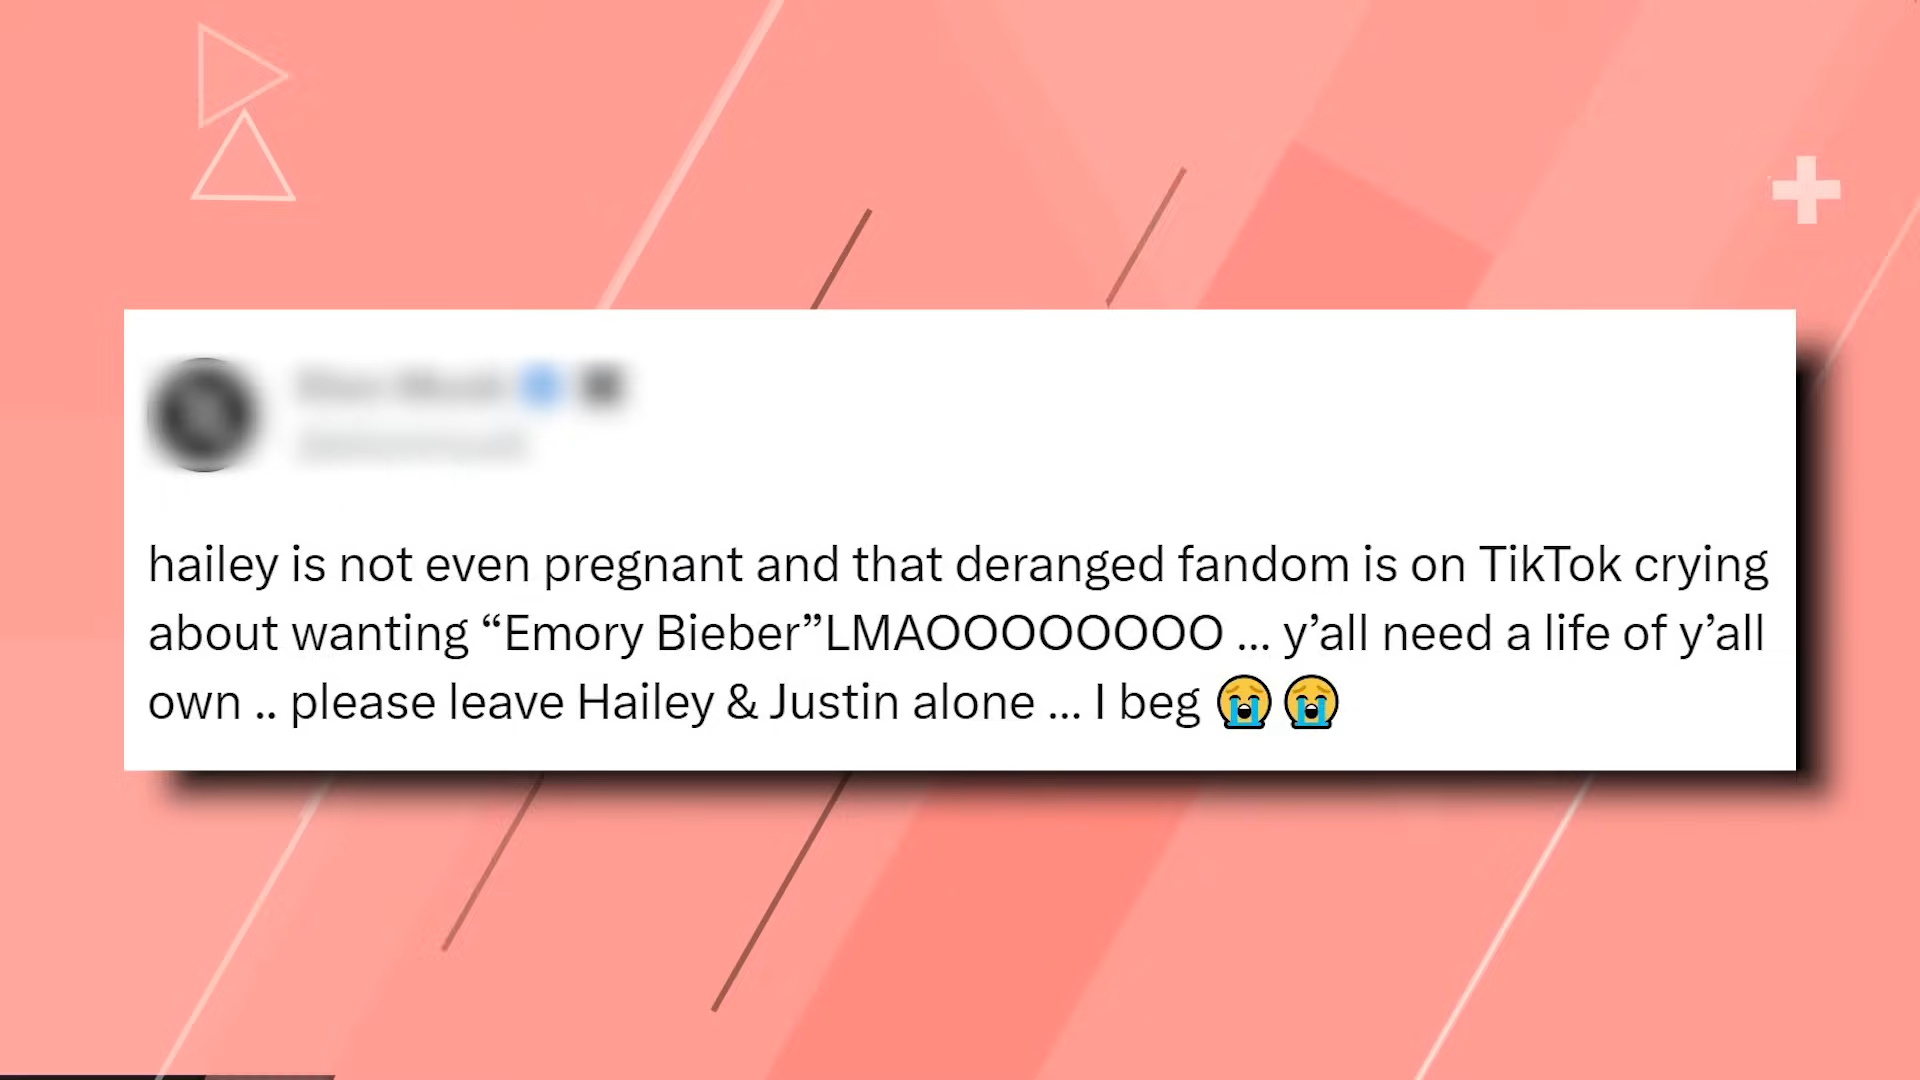 hailey is not even pregnant and that deranged fandom is on TikTok crying
about wanting “Emory Bieber”LMAOOOOOOOO ... y’all need a life of y’all
own .. please leave Hailey & Justin alone ... I beg 😭😭